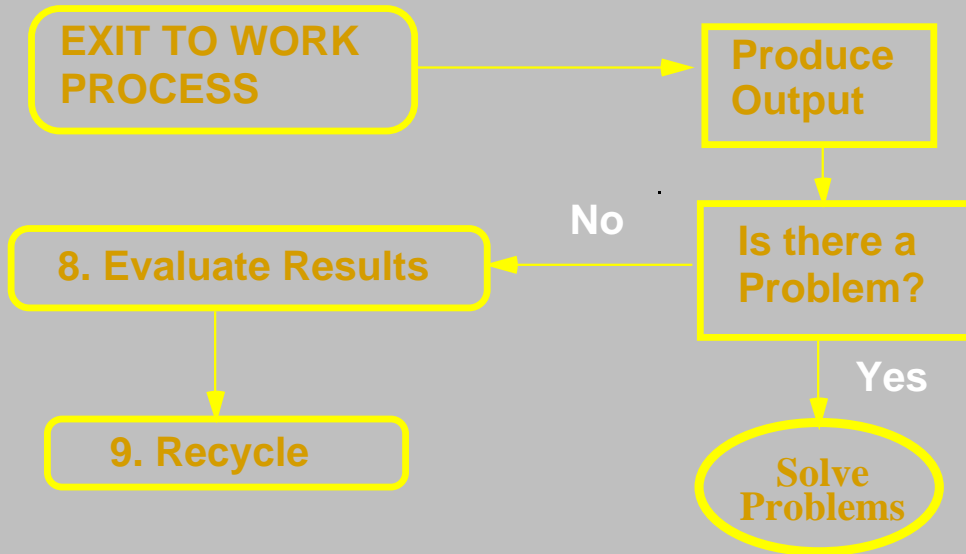 EXIT TO WORK
PROCESS
Produce
Output
Is there a
Problem?
No
8. Evaluate Results
Yes
9. Recycle
Solve
Problems